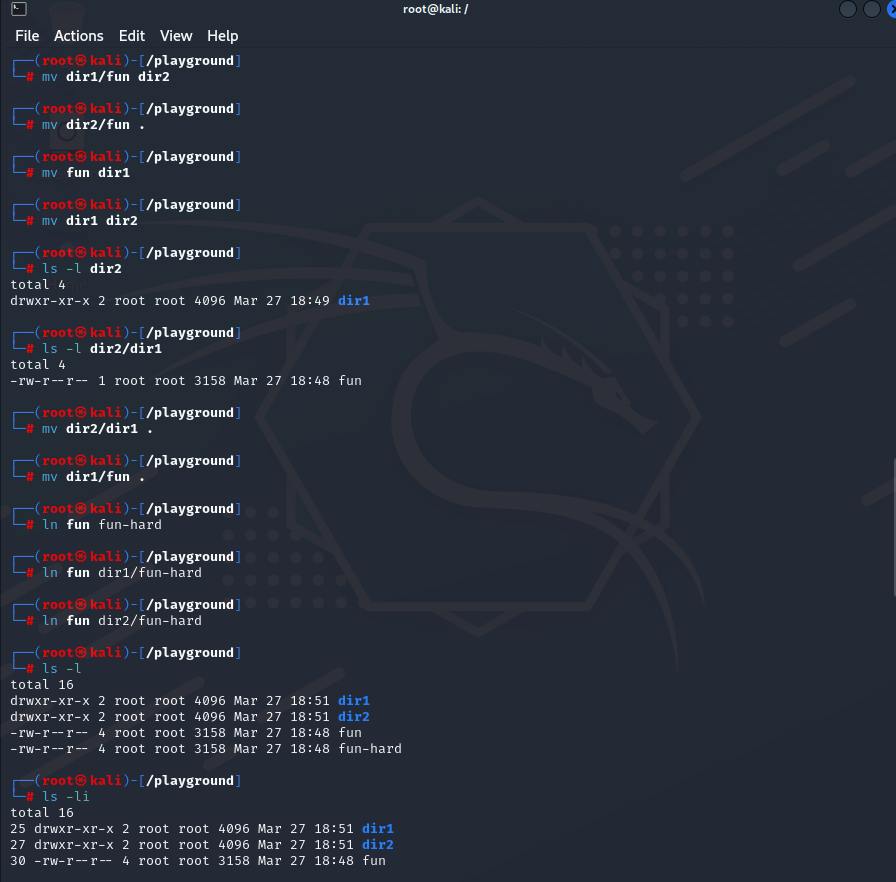 root@kali: /
File Actions Edit View Help
┌──(root㉿kali)-[/playground]
└─# mv dir1/fun dir2
┌──(root㉿kali)-[/playground]
└─# mv dir2/fun .
┌──(root㉿kali)-[/playground]
└─# mv fun dir1
┌──(root㉿kali)-[/playground]
└─# mv dir1 dir2
┌──(root㉿kali)-[/playground]
└─# ls -l dir2
total 4
drwxr-xr-x 2 root root 4096 Mar 27 18:49 dir1
┌──(root㉿kali)-[/playground]
└─# ls -l dir2/dir1
total 4
-rw-r--r-- 1 root root 3158 Mar 27 18:48 fun
┌──(root㉿kali)-[/playground]
└─# mv dir2/dir1 .
┌──(root㉿kali)-[/playground]
└─# mv dir1/fun .
┌──(root㉿kali)-[/playground]
└─# ln fun fun-hard
┌──(root㉿kali)-[/playground]
└─# ln fun dir1/fun-hard
┌──(root㉿kali)-[/playground]
└─# ln fun dir2/fun-hard
┌──(root㉿kali)-[/playground]
└─# ls -l
total 16
drwxr-xr-x 2 root root 4096 Mar 27 18:51 dir1
drwxr-xr-x 2 root root 4096 Mar 27 18:51 dir2
-rw-r--r-- 4 root root 3158 Mar 27 18:48 fun
-rw-r--r-- 4 root root 3158 Mar 27 18:48 fun-hard
┌──(root㉿kali)-[/playground]
└─# ls -li
total 16
25 drwxr-xr-x 2 root root 4096 Mar 27 18:51 dir1
27 drwxr-xr-x 2 root root 4096 Mar 27 18:51 dir2
30 -rw-r--r-- 4 root root 3158 Mar 27 18:48 fun